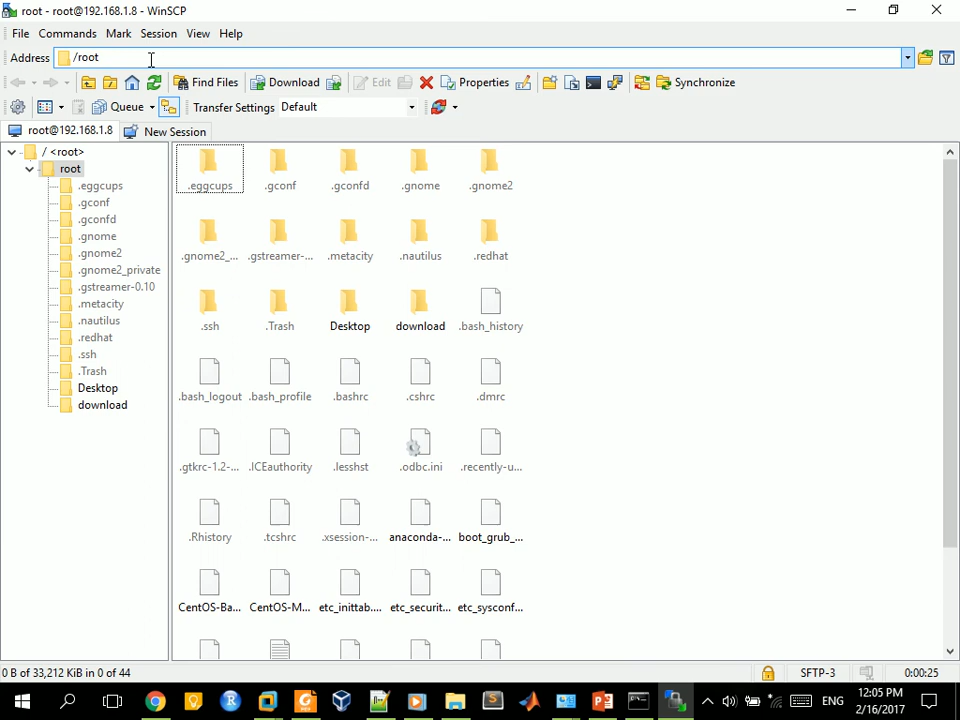 root - root@192.168.1.8 - WinSCP
File Commands Mark Session View Help
Address /root
Find Files Download Edit Properties Synchronize
Queue Transfer Settings Default
root@192.168.1.8 New Session
/ <root>
root
.eggcups
.gconf
.gconfd
.gnome
.gnome2
.gnome2_private
.gstreamer-0.10
.metacity
.nautilus
.redhat
.ssh
.Trash
Desktop
download
.eggcups .gconf .gconfd .gnome .gnome2
.gnome2_... .gstreamer-... .metacity .nautilus .redhat
.ssh .Trash Desktop download .bash_history
.bash_logout .bash_profile .bashrc .cshrc .dmrc
.gtkrc-1.2-... .ICEauthority .lesshst .odbc.ini .recently-u...
.Rhistory .tcshrc .xsession-... anaconda-... boot_grub_...
CentOS-Ba... CentOS-M... etc_inittab.... etc_securit... etc_sysconf...
0 B of 33,212 KiB in 0 of 44 SFTP-3 0:00:25
ENG 12:05 PM
2/16/2017